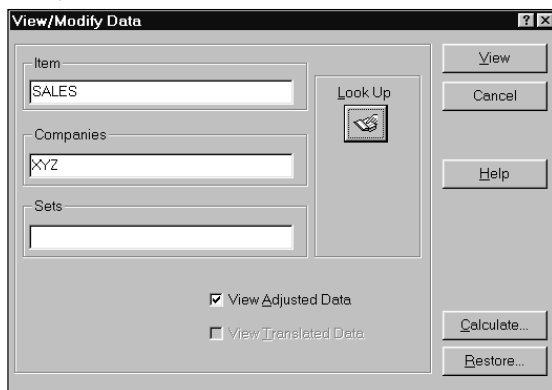 View/Modify Data
Item
SALES
Look Up
Companies
XYZ
Sets
View Adjusted Data
View Translated Data
View
Cancel
Help
Calculate...
Restore...